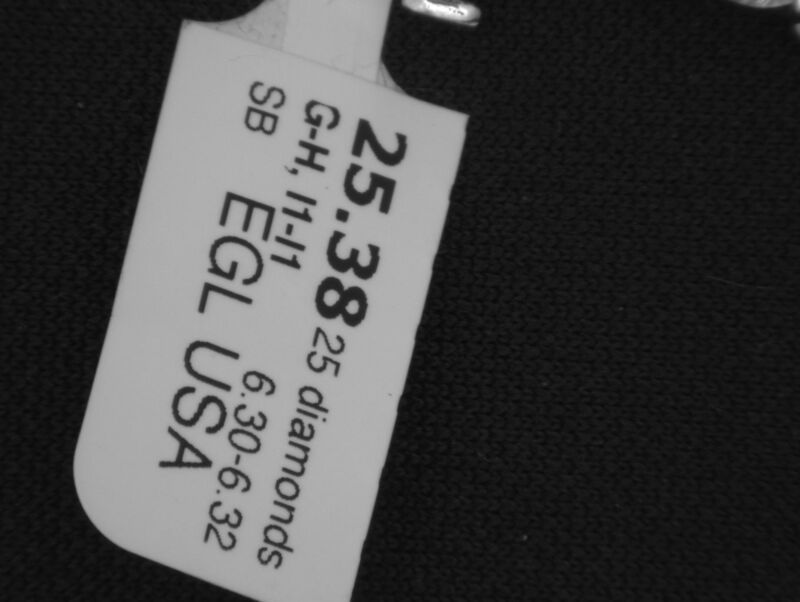 25.38 25 diamonds
G-H, I1-I1 6.30-6.32
SB EGL USA